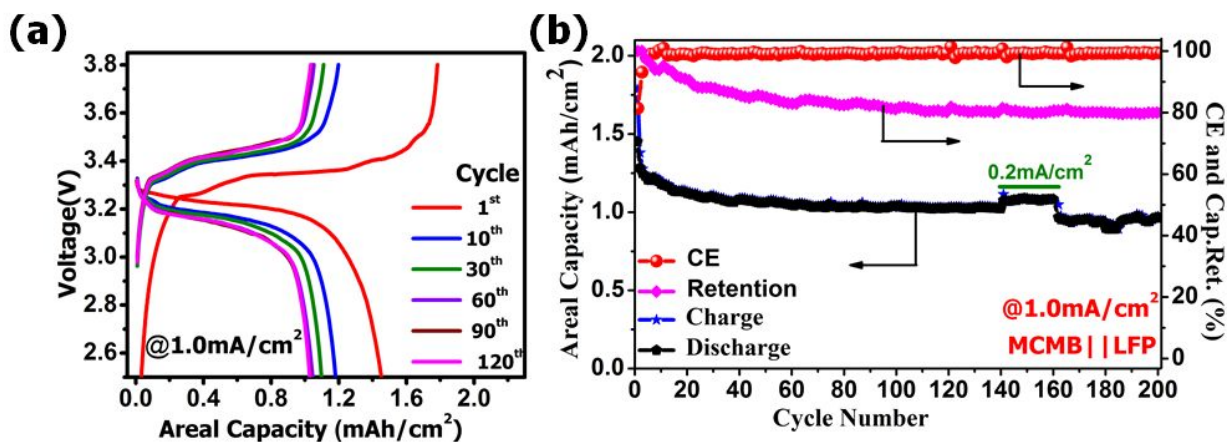 (a)
3.8
3.6
3.4
3.2
3.0
2.8
2.6
Voltage(V)
Cycle
1st
10th
30th
60th
90th
120th
@1.0mA/cm2
0.0 0.4 0.8 1.2 1.6 2.0
Areal Capacity (mAh/cm2)
(b)
2.0
1.5
1.0
0.5
0.0
Areal Capacity (mAh/cm2)
100
80
60
40
20
0
CE and Cap.Ret. (%)
0.2mA/cm2
CE
Retention
Charge
Discharge
@1.0mA/cm2
MCMB||LFP
0 20 40 60 80 100 120 140 160 180 200
Cycle Number